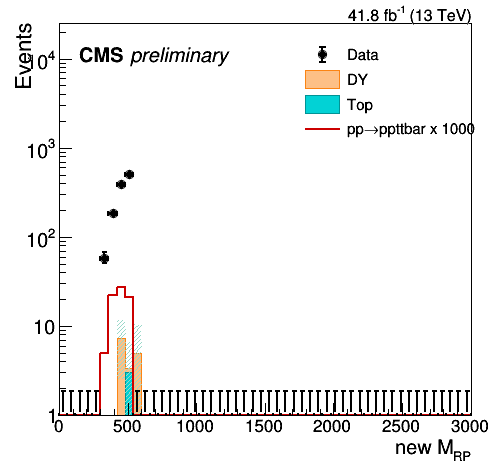 41.8 fb⁻¹ (13 TeV)
Events
CMS preliminary
Data
DY
Top
pp→ppttbar x 1000
10⁴
10³
10²
10
1
0 500 1000 1500 2000 2500 3000
new M_RP